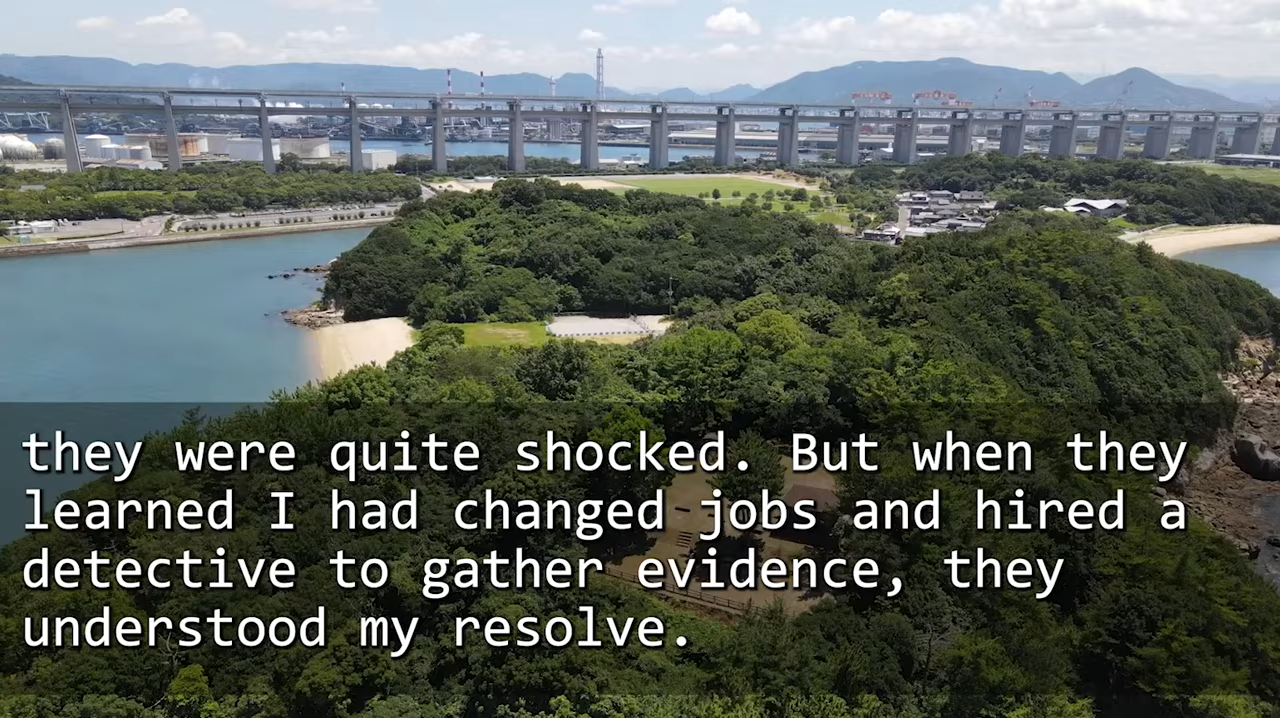 they were quite shocked. But when they
learned I had changed jobs and hired a
detective to gather evidence, they
understood my resolve.